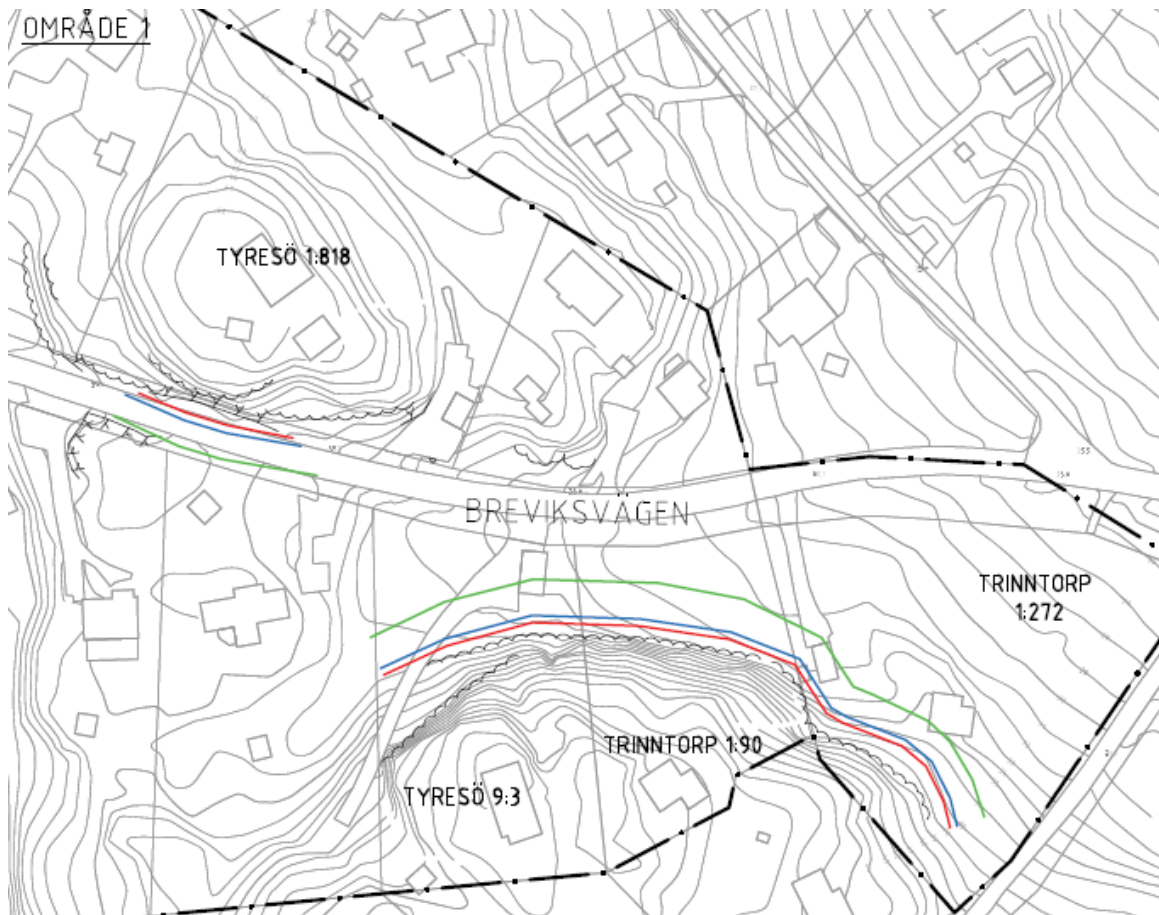 OMRÅDE 1
TYRESÖ 1:818
BREVIKSVÄGEN
TRINNTORP
1:272
TRINNTORP 1:90
TYRESÖ 9:3